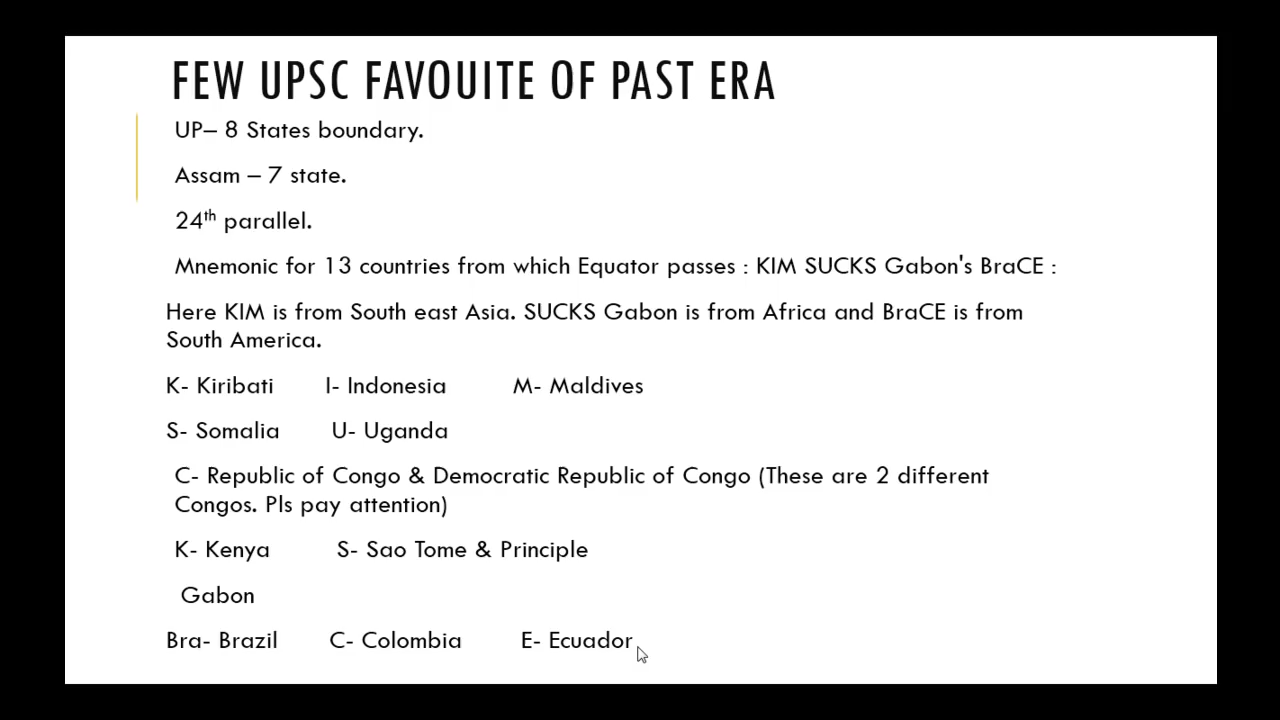 FEW UPSC FAVOUITE OF PAST ERA
UP– 8 States boundary.
Assam – 7 state.
24th parallel.
Mnemonic for 13 countries from which Equator passes : KIM SUCKS Gabon's BraCE :
Here KIM is from South east Asia. SUCKS Gabon is from Africa and BraCE is from
South America.
K- Kiribati I- Indonesia M- Maldives
S- Somalia U- Uganda
C- Republic of Congo & Democratic Republic of Congo (These are 2 different
Congos. Pls pay attention)
K- Kenya S- Sao Tome & Principle
Gabon
Bra- Brazil C- Colombia E- Ecuador